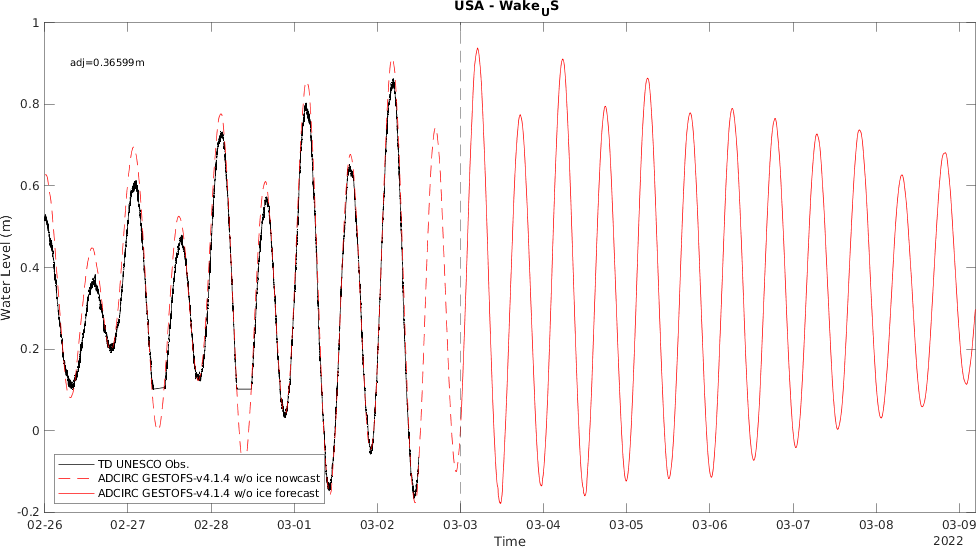 USA - WakeUS
adj=0.36599m
1
0.8
0.6
0.4
0.2
0
-0.2
Water Level (m)
TD UNESCO Obs.
ADCIRC GESTOFS-v4.1.4 w/o ice nowcast
ADCIRC GESTOFS-v4.1.4 w/o ice forecast
02-26 02-27 02-28 03-01 03-02 03-03 03-04 03-05 03-06 03-07 03-08 03-09
Time
2022